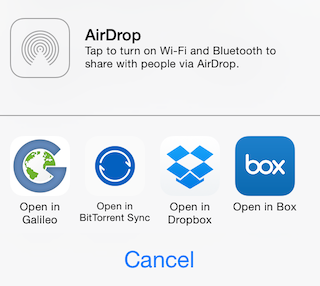 AirDrop
Tap to turn on Wi-Fi and Bluetooth to
share with people via AirDrop.
box
Open in
Galileo
Open in
BitTorrent Sync
Open in
Dropbox
Open in Box
Cancel